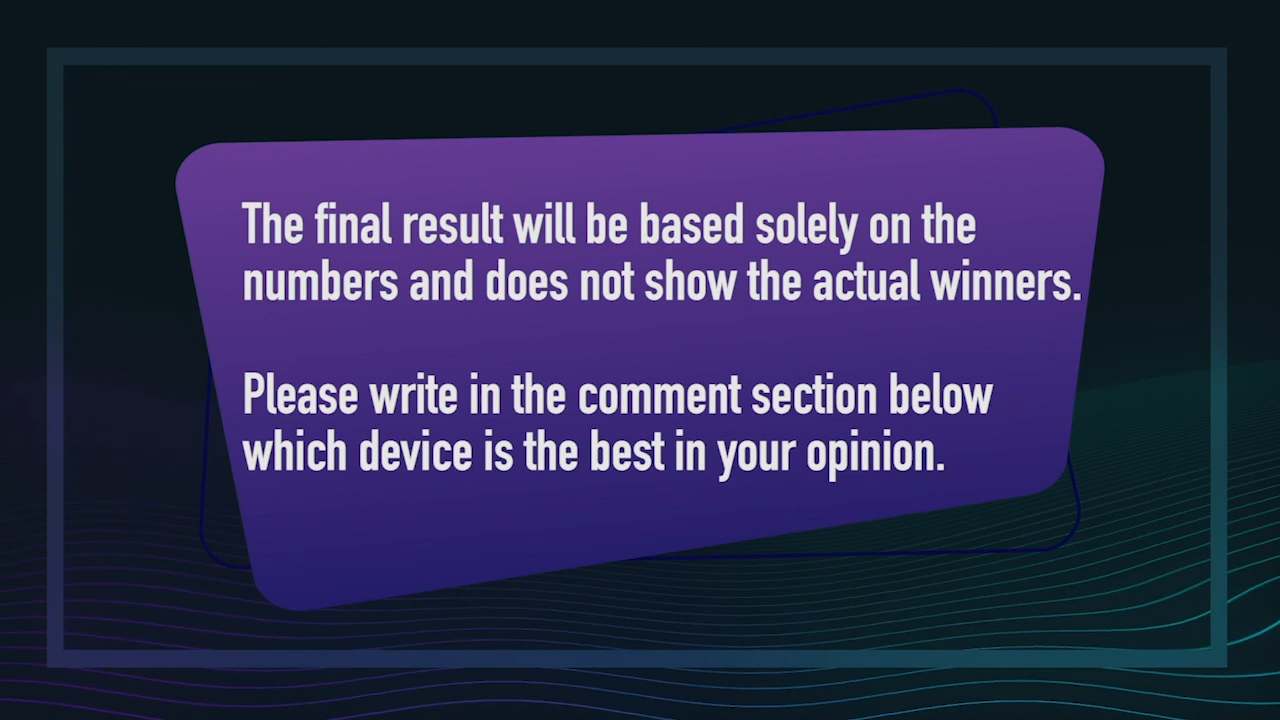 The final result will be based solely on the
numbers and does not show the actual winners.
Please write in the comment section below
which device is the best in your opinion.